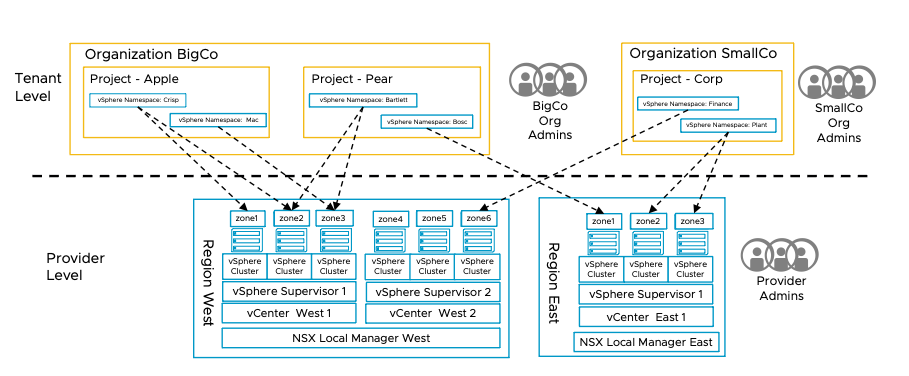 Tenant
Level
Organization BigCo
Project - Apple
vSphere Namespace: Crisp
vSphere Namespace: Mac
Project - Pear
vSphere Namespace: Bartlett
vSphere Namespace: Bosc
BigCo
Org
Admins
Organization SmallCo
Project - Corp
vSphere Namespace: Finance
vSphere Namespace: Plant
SmallCo
Org
Admins
Provider
Level
Region West
zone1
zone2
zone3
zone4
zone5
zone6
vSphere
Cluster
vSphere
Cluster
vSphere
Cluster
vSphere
Cluster
vSphere
Cluster
vSphere
Cluster
vSphere Supervisor 1
vSphere Supervisor 2
vCenter West 1
vCenter West 2
NSX Local Manager West
Region East
zone1
zone2
zone3
vSphere
Cluster
vSphere
Cluster
vSphere
Cluster
vSphere Supervisor 1
vCenter East 1
NSX Local Manager East
Provider
Admins